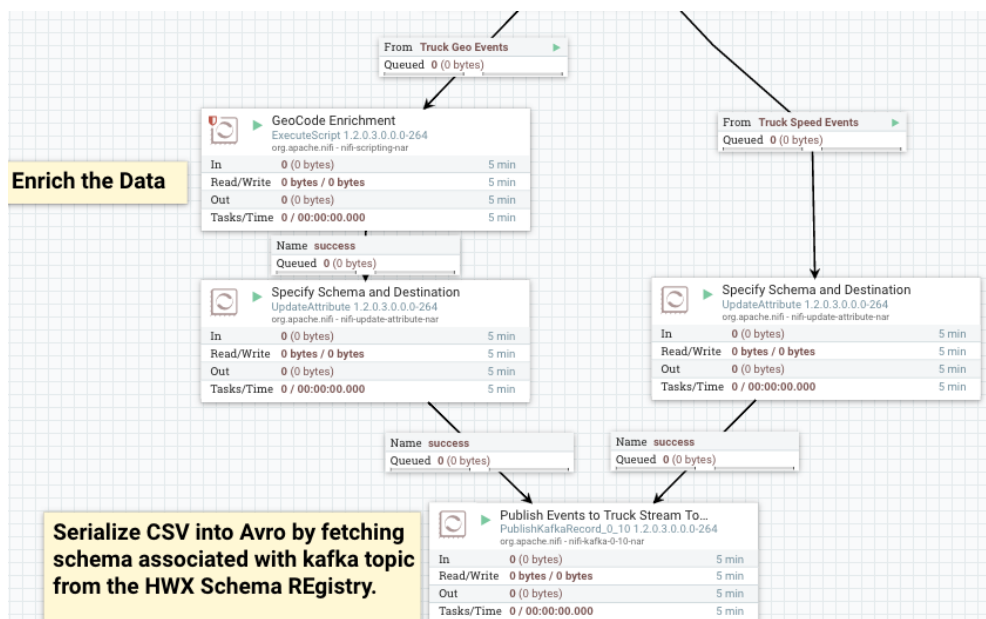 From Truck Geo Events
Queued 0 (0 bytes)
GeoCode Enrichment
ExecuteScript 1.2.0.3.0.0.0-264
org.apache.nifi - nifi-scripting-nar
In 0 (0 bytes) 5 min
Read/Write 0 bytes / 0 bytes 5 min
Out 0 (0 bytes) 5 min
Tasks/Time 0 / 00:00:00.000 5 min
From Truck Speed Events
Queued 0 (0 bytes)
Enrich the Data
Name success
Queued 0 (0 bytes)
Specify Schema and Destination
UpdateAttribute 1.2.0.3.0.0.0-264
org.apache.nifi - nifi-update-attribute-nar
In 0 (0 bytes) 5 min
Read/Write 0 bytes / 0 bytes 5 min
Out 0 (0 bytes) 5 min
Tasks/Time 0 / 00:00:00.000 5 min
Specify Schema and Destination
UpdateAttribute 1.2.0.3.0.0.0-264
org.apache.nifi - nifi-update-attribute-nar
In 0 (0 bytes) 5 min
Read/Write 0 bytes / 0 bytes 5 min
Out 0 (0 bytes) 5 min
Tasks/Time 0 / 00:00:00.000 5 min
Name success
Queued 0 (0 bytes)
Name success
Queued 0 (0 bytes)
Serialize CSV into Avro by fetching
schema associated with kafka topic
from the HWX Schema REgistry.
Publish Events to Truck Stream To...
PublishKafkaRecord_0_10 1.2.0.3.0.0.0-264
org.apache.nifi - nifi-kafka-0-10-nar
In 0 (0 bytes) 5 min
Read/Write 0 bytes / 0 bytes 5 min
Out 0 (0 bytes) 5 min
Tasks/Time 0 / 00:00:00.000 5 min